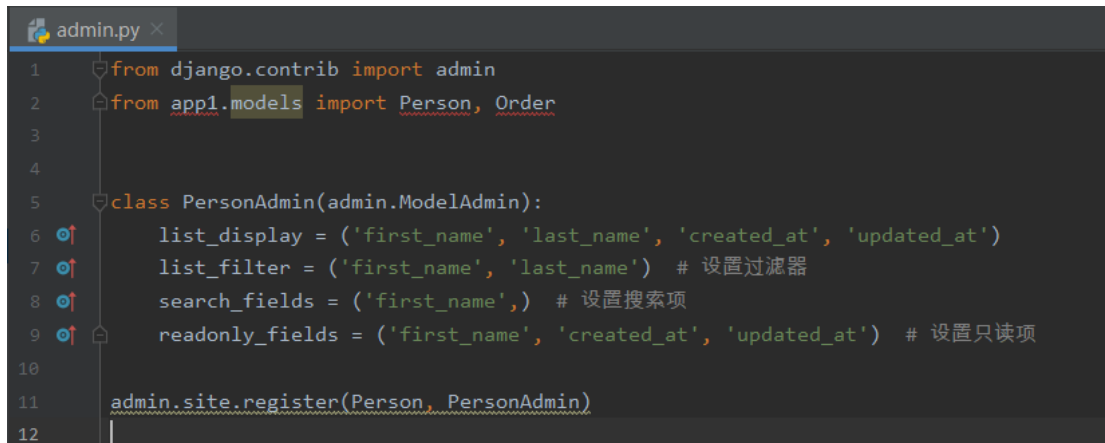 admin.py
1 from django.contrib import admin
2 from app1.models import Person, Order
3
4
5 class PersonAdmin(admin.ModelAdmin):
6 list_display = ('first_name', 'last_name', 'created_at', 'updated_at')
7 list_filter = ('first_name', 'last_name')  # 设置过滤器
8 search_fields = ('first_name',)  # 设置搜索项
9 readonly_fields = ('first_name', 'created_at', 'updated_at')  # 设置只读项
10
11 admin.site.register(Person, PersonAdmin)
12